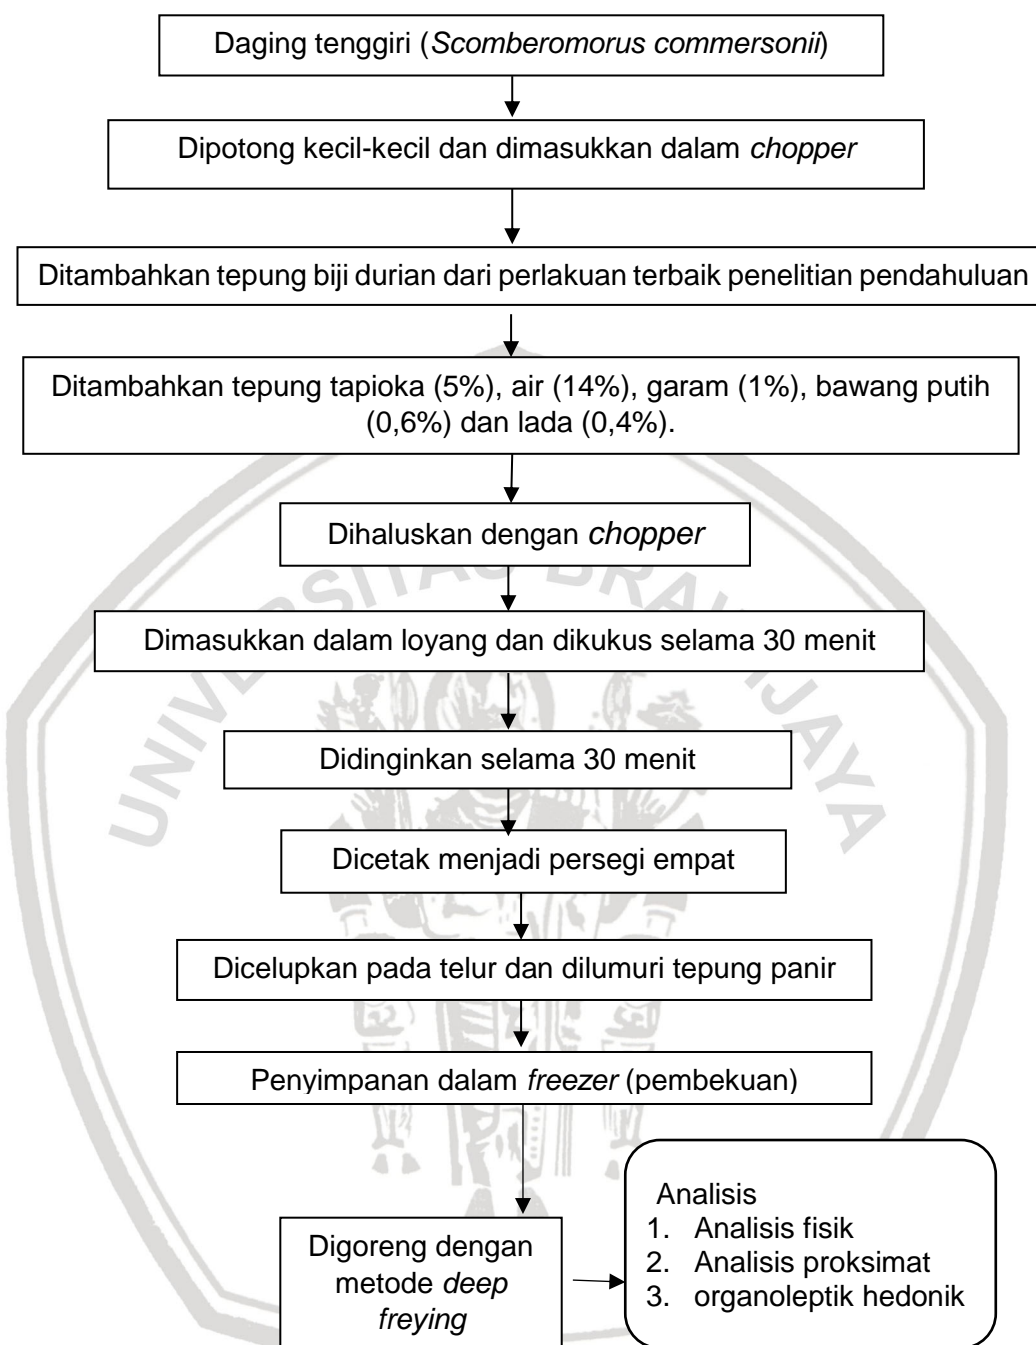 Daging tenggiri (Scomberomorus commersonii)
Dipotong kecil-kecil dan dimasukkan dalam chopper
Ditambahkan tepung biji durian dari perlakuan terbaik penelitian pendahuluan
Ditambahkan tepung tapioka (5%), air (14%), garam (1%), bawang putih
(0,6%) dan lada (0,4%).
Dihaluskan dengan chopper
UNIVERSITAS BRAWIJAYA
Dimasukkan dalam loyang dan dikukus selama 30 menit
Didinginkan selama 30 menit
Dicetak menjadi persegi empat
Dicelupkan pada telur dan dilumuri tepung panir
Penyimpanan dalam freezer (pembekuan)
Digoreng dengan
metode deep
freying
Analisis
1. Analisis fisik
2. Analisis proksimat
3. organoleptik hedonik